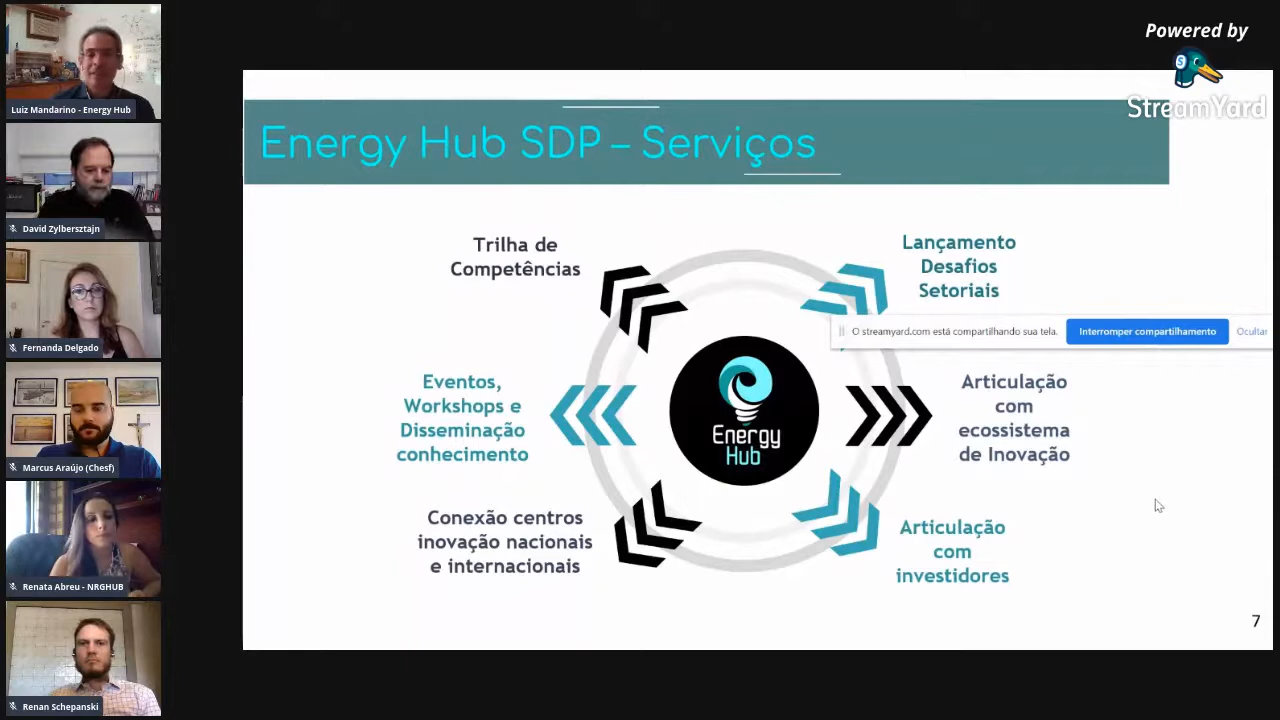 Powered by
StreamYard
Luiz Mandarino - Energy Hub
David Zylbersztajn
Fernanda Delgado
Marcus Araújo (Chesf)
Renata Abreu - NRGHUB
Renan Schepanski
Energy Hub SDP – Serviços
Trilha de
Competências
Lançamento
Desafios
Setoriais
O streamyard.com está compartilhando sua tela.
Interromper compartilhamento
Ocultar
Eventos,
Workshops e
Disseminação
conhecimento
Energy
Hub
Articulação
com
ecossistema
de Inovação
Conexão centros
inovação nacionais
e internacionais
Articulação
com
investidores
7